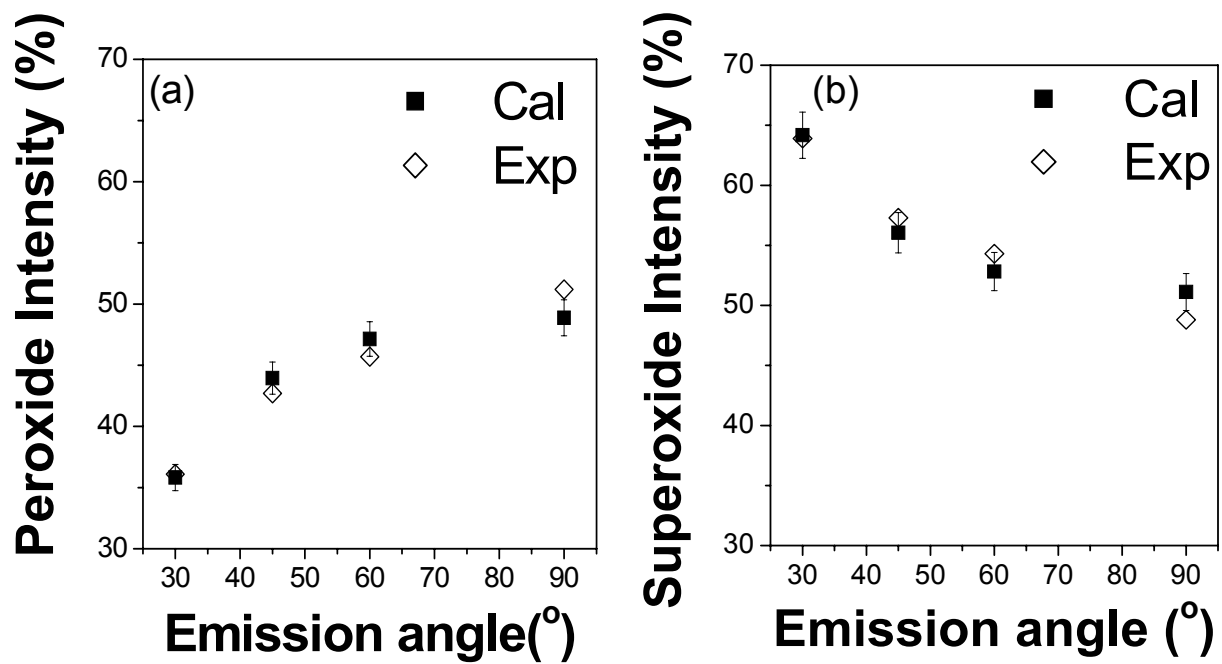 Peroxide Intensity (%)
70
60
50
40
30
(a)
Cal
Exp
30 40 50 60 70 80 90
Emission angle(°)
Superoxide Intensity (%)
70
60
50
40
30
(b)
Cal
Exp
30 40 50 60 70 80 90
Emission angle (°)